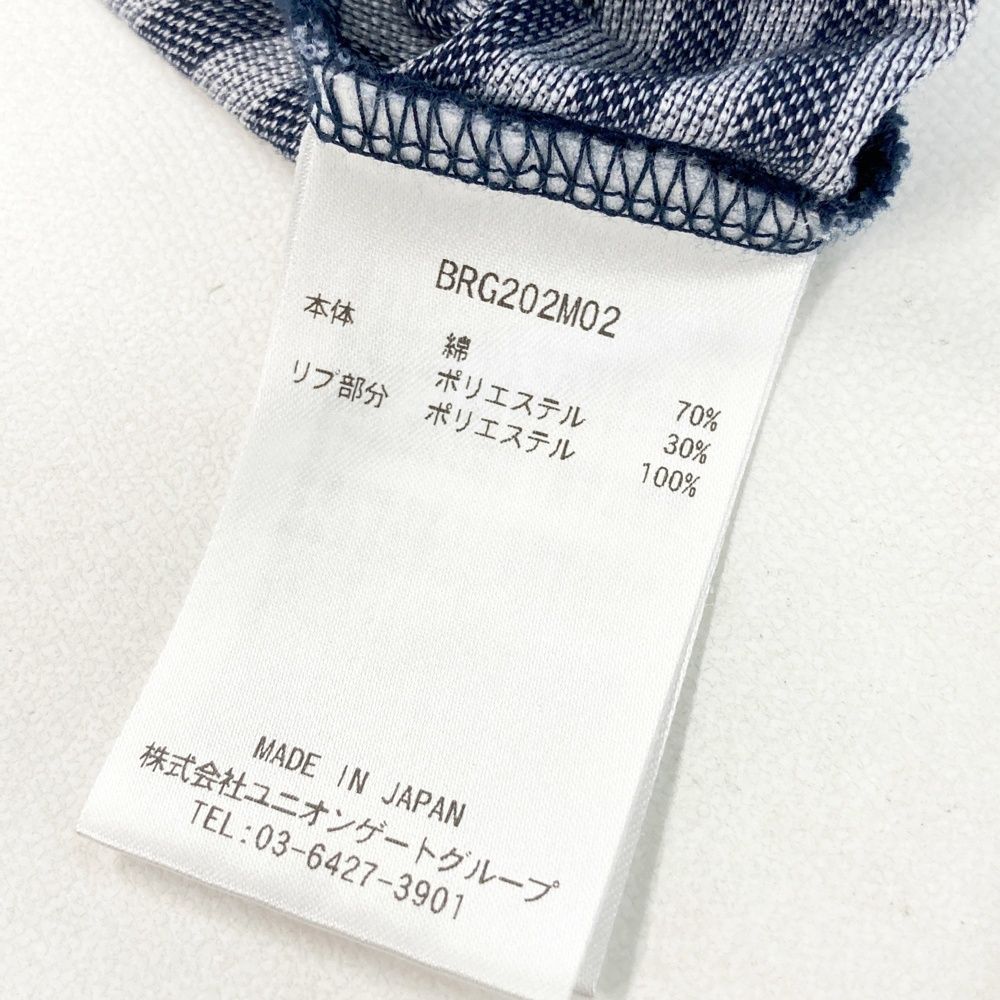 BRG202M02
本体 綿 70%
ポリエステル 30%
リブ部分 ポリエステル 100%
MADE IN JAPAN
株式会社ユニオンゲートグループ
TEL:03-6427-3901